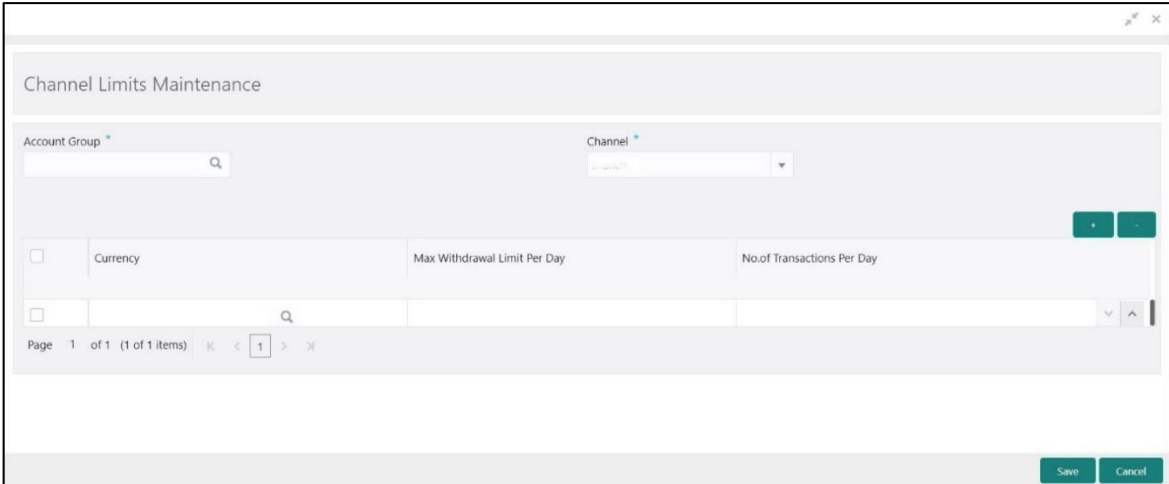 Channel Limits Maintenance
Account Group * Channel *
+ -
Currency Max Withdrawal Limit Per Day No.of Transactions Per Day
Page 1 of 1 (1 of 1 items) K < 1 > X
Save Cancel